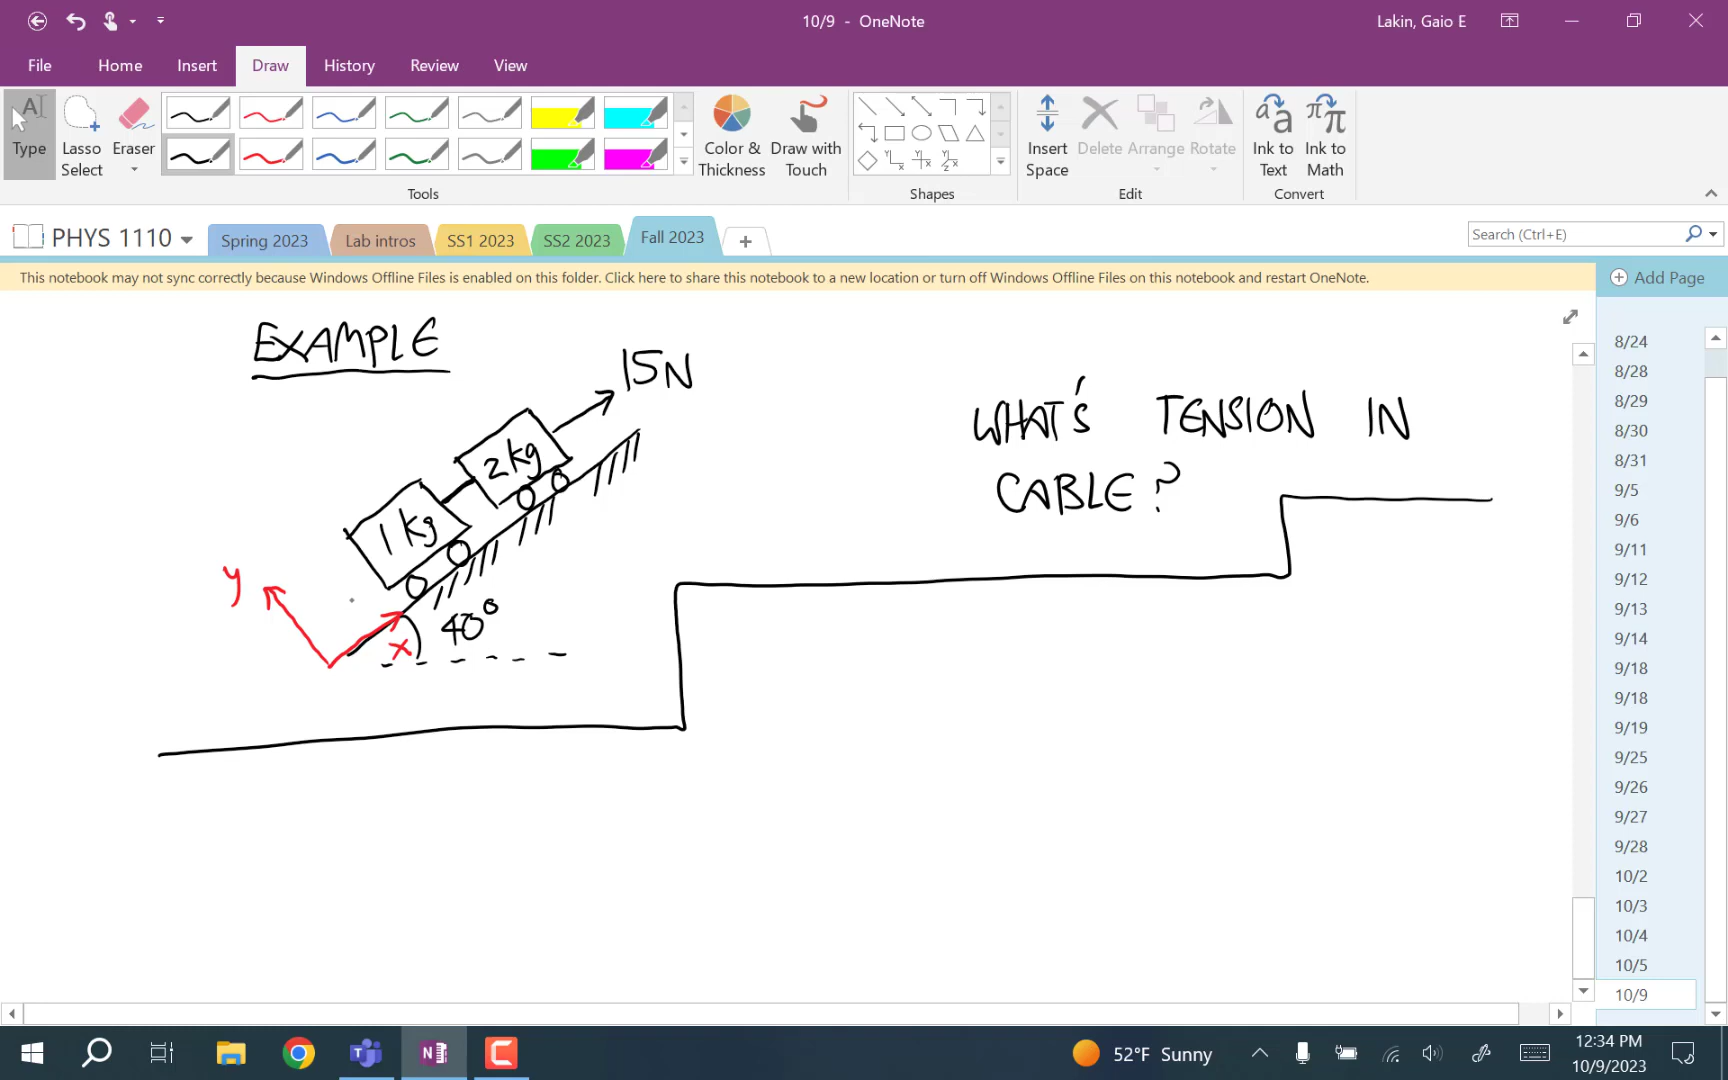 10/9 - OneNote
Lakin, Gaio E
File Home Insert Draw History Review View
Type
Lasso Select
Eraser
Color & Thickness
Draw with Touch
Insert Space
Delete
Arrange
Rotate
Ink to Text
Ink to Math
Tools
Shapes
Edit
Convert
PHYS 1110
Spring 2023
Lab intros
SS1 2023
SS2 2023
Fall 2023
Search (Ctrl+E)
This notebook may not sync correctly because Windows Offline Files is enabled on this folder. Click here to share this notebook to a new location or turn off Windows Offline Files on this notebook and restart OneNote.
Add Page
EXAMPLE
15N
2kg
1kg
y
x
40°
WHAT'S TENSION IN
CABLE?
8/24
8/28
8/29
8/30
8/31
9/5
9/6
9/11
9/12
9/13
9/14
9/18
9/18
9/19
9/25
9/26
9/27
9/28
10/2
10/3
10/4
10/5
10/9
52°F Sunny
12:34 PM
10/9/2023